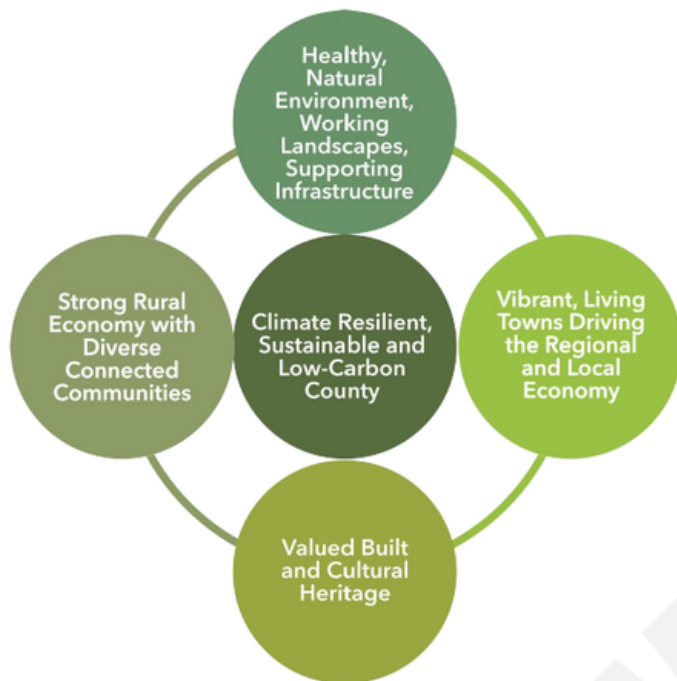 Healthy,
Natural
Environment,
Working
Landscapes,
Supporting
Infrastructure
Strong Rural
Economy with
Diverse
Connected
Communities
Climate Resilient,
Sustainable and
Low-Carbon
County
Vibrant, Living
Towns Driving
the Regional
and Local
Economy
Valued Built
and Cultural
Heritage